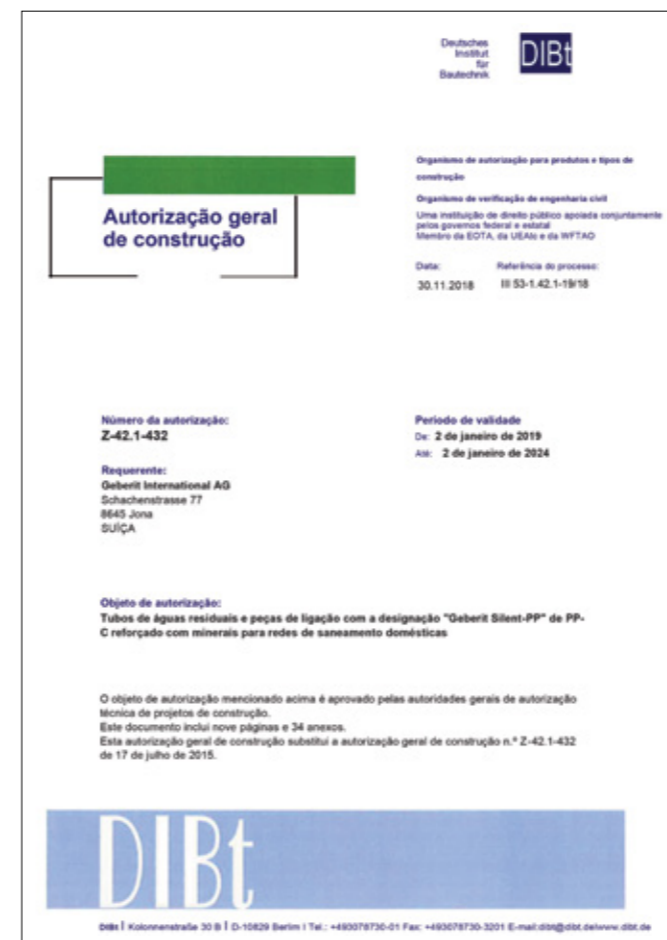 Deutsches
Institut
für
Bautechnik
DIBt
Organismo de autorização para produtos e tipos de
construção
Organismo de verificação de engenharia civil
Uma instituição de direito público apoiada conjuntamente
pelos governos federal e estatal
Membro da EOTA, da UEAtc e da WFTAO
Autorização geral
de construção
Data: Referência do processo:
30.11.2018 III 53-1.42.1-19/18
Número da autorização:
Z-42.1-432
Período de validade
De: 2 de janeiro de 2019
Até: 2 de janeiro de 2024
Requerente:
Geberit International AG
Schachenstrasse 77
8645 Jona
SUÍÇA
Objeto de autorização:
Tubos de águas residuais e peças de ligação com a designação "Geberit Silent-PP" de PP-
C reforçado com minerais para redes de saneamento domésticas
O objeto de autorização mencionado acima é aprovado pelas autoridades gerais de autorização
técnica de projetos de construção.
Este documento inclui nove páginas e 34 anexos.
Esta autorização geral de construção substitui a autorização geral de construção n.º Z-42.1-432
de 17 de julho de 2015.
DIBt
DIBt | Kolonnenstraße 30 B | D-10829 Berlim I Tel.: +493078730-01 Fax: +493078730-3201 E-mail:dibt@dibt.de/www.dibt.de